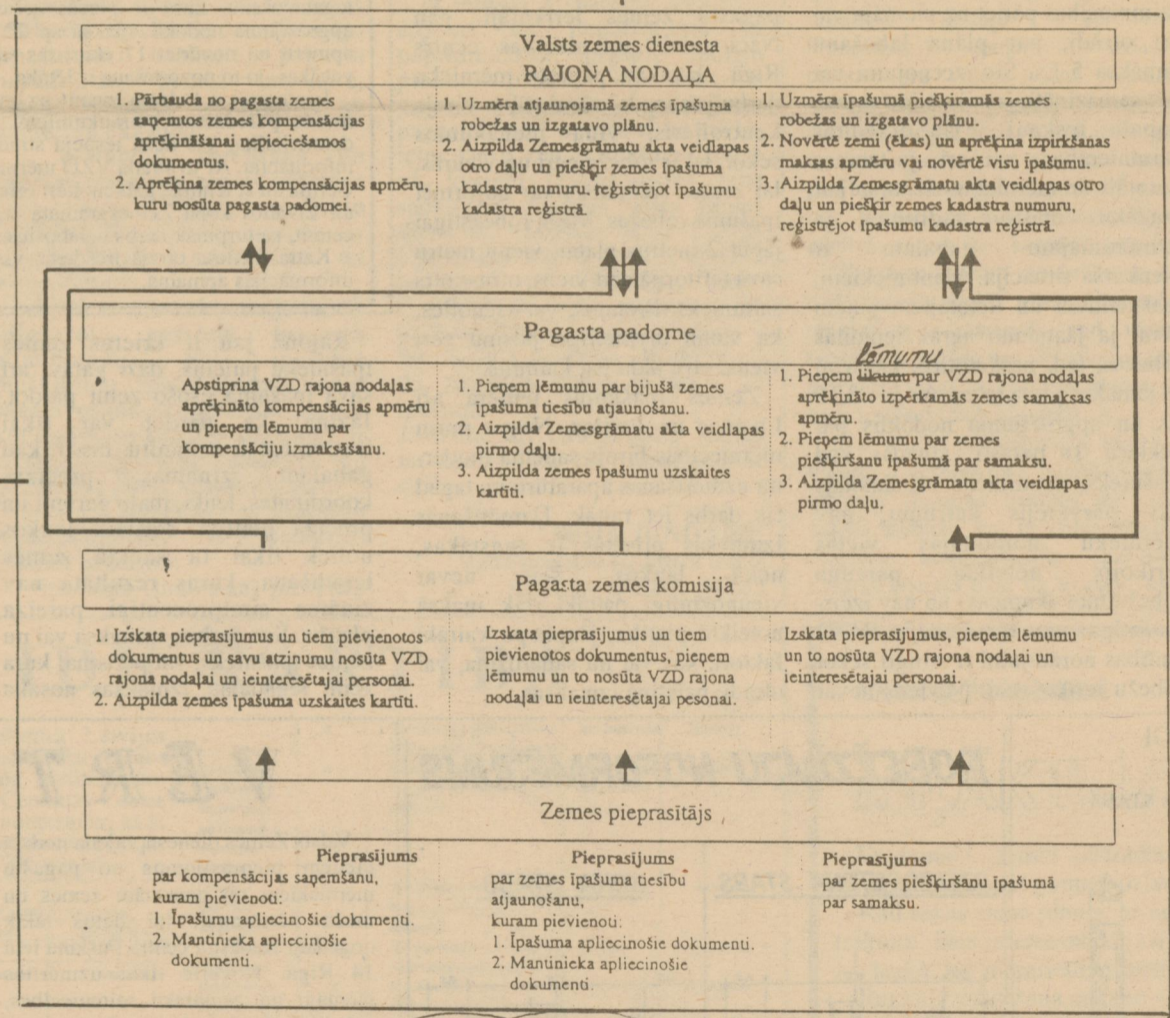 Valsts zemes dienesta
RAJONA NODAĻA
1. Pārbauda no pagasta zemes
saņemtos zemes kompensācijas
aprēķināšanai nepieciešamos
dokumentus.
2. Aprēķina zemes kompensācijas apmēru,
kuru nosūta pagasta padomei.
1. Uzmēra atjaunojamā zemes īpašuma
robežas un izgatavo plānu.
2. Aizpilda Zemesgrāmatu akta veidlapas
otro daļu un piešķir zemes īpašuma
kadastra numuru, reģistrējot īpašumu
kadastra reģistrā.
1. Uzmēra īpašumā piešķiramās zemes
robežas un izgatavo plānu.
2. Novērtē zemi (ēkas) un aprēķina izpirkšanas
maksas apmēru vai novērtē visu īpašumu.
3. Aizpilda Zemesgrāmatu akta veidlapas otro
daļu un piešķir zemes kadastra numuru,
reģistrējot īpašumu kadastra reģistrā.
Pagasta padome
Apstiprina VZD rajona nodaļas
aprēķināto kompensācijas apmēru
un pieņem lēmumu par
kompensāciju izmaksāšanu.
1. Pieņem lēmumu par bijušā zemes
īpašuma tiesību atjaunošanu.
2. Aizpilda Zemesgrāmatu akta veidlapas
pirmo daļu.
3. Aizpilda zemes īpašumu uzskaites
kartīti.
lēmumu
1. Pieņem likumu par VZD rajona nodaļas
aprēķināto izpērkamās zemes samaksas
apmēru.
2. Pieņem lēmumu par zemes
piešķiršanu īpašumā par samaksu.
3. Aizpilda Zemesgrāmatu akta veidlapas
pirmo daļu.
Pagasta zemes komisija
1. Izskata pieprasījumus un tiem pievienotos
dokumentus un savu atzinumu nosūta VZD
rajona nodaļai un ieinteresētajai personai.
2. Aizpilda zemes īpašuma uzskaites kartīti.
Izskata pieprasījumus un tiem
pievienotos dokumentus, pieņem
lēmumu un to nosūta VZD rajona
nodaļai un ieinteresētajai pesonai.
Izskata pieprasījumus, pieņem lēmumu
un to nosūta VZD rajona nodaļai un
ieinteresētajai personai.
Zemes pieprasītājs
Pieprasījums
par kompensācijas saņemšanu,
kuram pievienoti:
1. Īpašumu apliecinošie dokumenti.
2. Mantinieka apliecinošie
dokumenti.
Pieprasījums
par zemes īpašuma tiesību
atjaunošanu,
kuram pievienoti:
1. Īpašuma apliecinošie dokumenti.
2. Mantinieka apliecinošie
dokumenti.
Pieprasījums
par zemes piešķiršanu īpašumā
par samaksu.